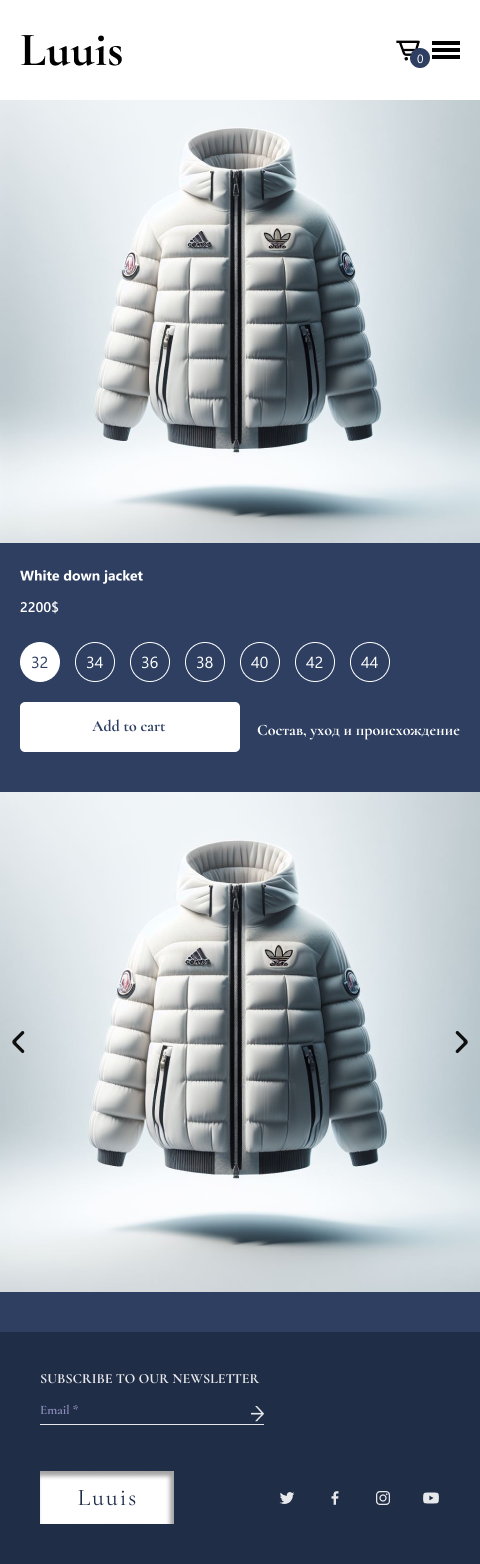 Luuis
0
White down jacket
2200$
32 34 36 38 40 42 44
Add to cart
Состав, уход и происхождение
SUBSCRIBE TO OUR NEWSLETTER
Email *
Luuis